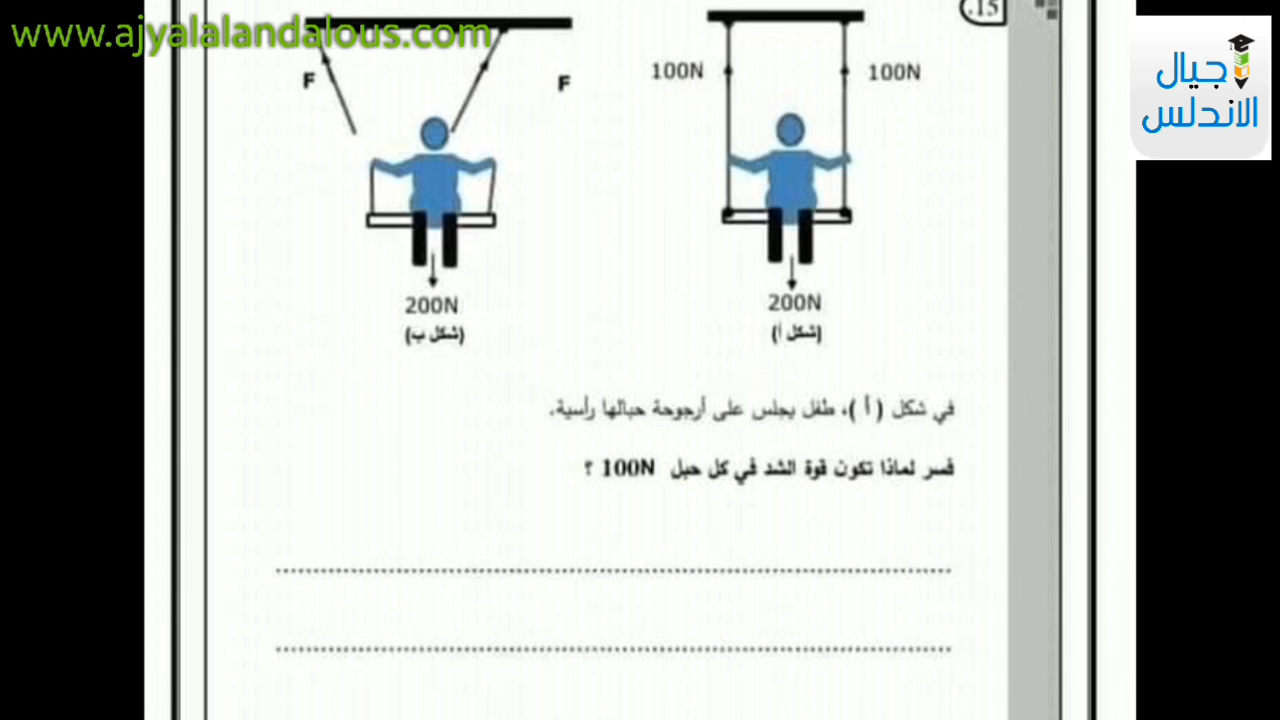 www.ajyalalandalous.com
جيال
الاندلس
.15
100N
100N
F
F
200N
200N
(شكل أ)
(شكل ب)
في شكل ( أ )، طفل يجلس على أرجوحة حبالها رأسية.
فسر لماذا تكون قوة الشد في كل حبل 100N ؟